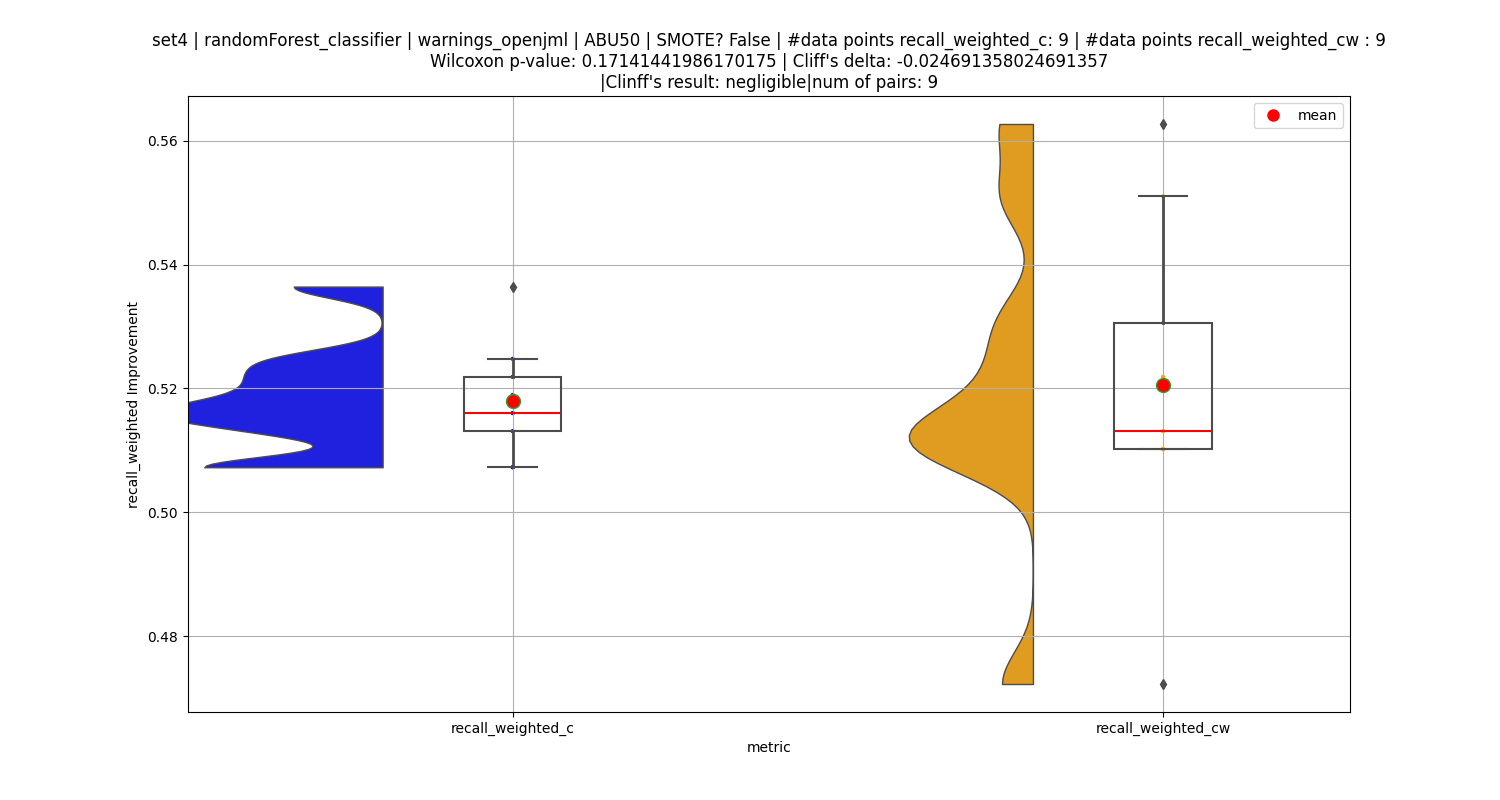 set4 | randomForest_classifier | warnings_openjml | ABU50 | SMOTE? False | #data points recall_weighted_c: 9 | #data points recall_weighted_cw : 9
Wilcoxon p-value: 0.17141441986170175 | Cliff's delta: -0.024691358024691357
|Clinff's result: negligible|num of pairs: 9
mean
0.56
0.54
0.52
0.50
0.48
recall_weighted Improvement
recall_weighted_c
recall_weighted_cw
metric